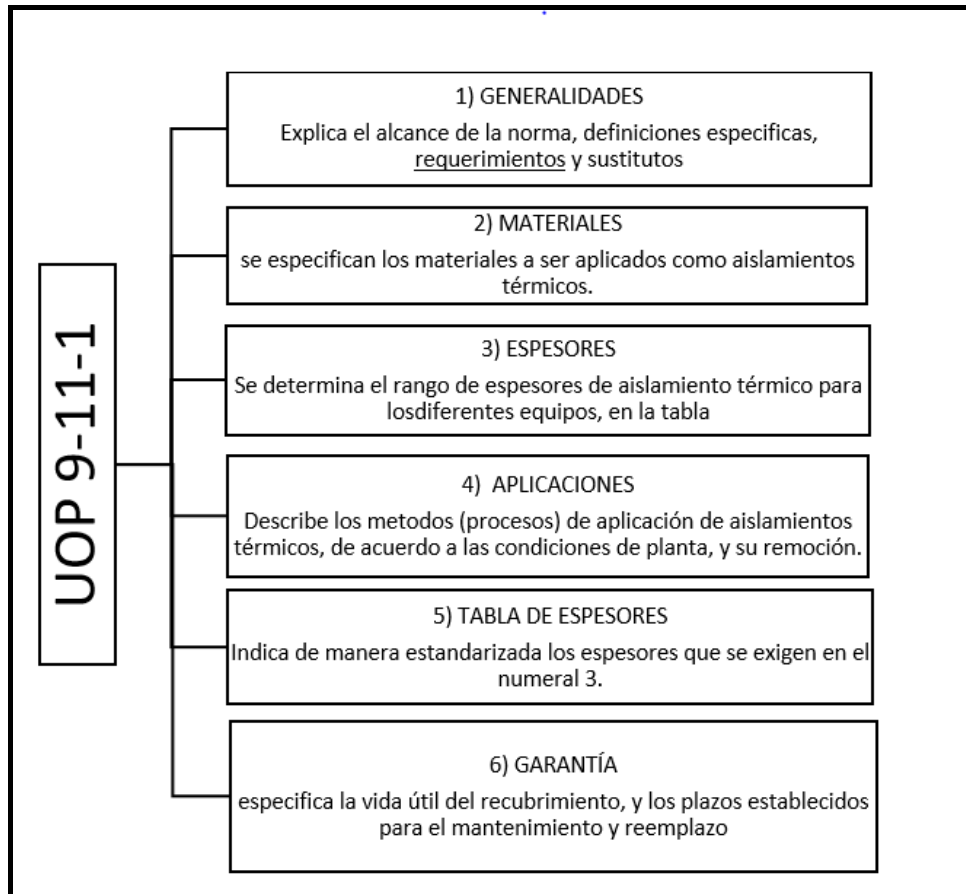 UOP 9-11-1
1) GENERALIDADES
Explica el alcance de la norma, definiciones especificas,
requerimientos y sustitutos
2) MATERIALES
se especifican los materiales a ser aplicados como aislamientos
térmicos.
3) ESPESORES
Se determina el rango de espesores de aislamiento térmico para
losdiferentes equipos, en la tabla
4) APLICACIONES
Describe los metodos (procesos) de aplicación de aislamientos
térmicos, de acuerdo a las condiciones de planta, y su remoción.
5) TABLA DE ESPESORES
Indica de manera estandarizada los espesores que se exigen en el
numeral 3.
6) GARANTÍA
especifica la vida útil del recubrimiento, y los plazos establecidos
para el mantenimiento y reemplazo